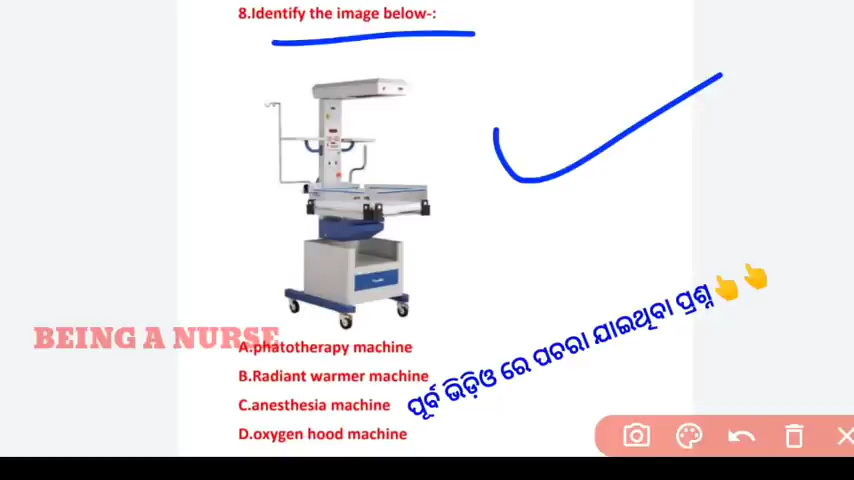 8.Identify the image below-:
BEING A NURSE
A.phatotherapy machine
B.Radiant warmer machine
C.anesthesia machine
D.oxygen hood machine
ପୂର୍ବ ଭିଡ଼ିଓ ରେ ପଚରା ଯାଇଥିବା ପ୍ରଶ୍ନ👆👆